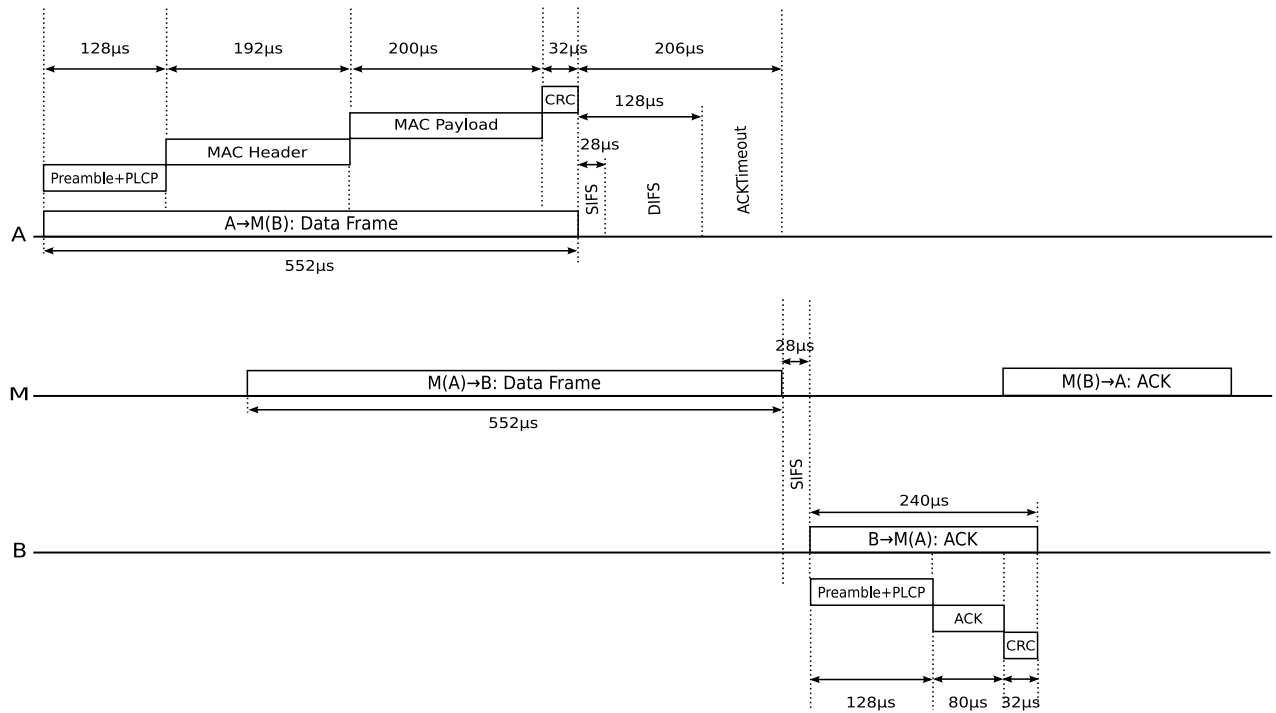 128μs 192μs 200μs 32μs 206μs
CRC
128μs
MAC Payload
28μs
MAC Header
Preamble+PLCP
SIFS
DIFS
ACKTimeout
A
A→M(B): Data Frame
552μs
28μs
M
M(A)→B: Data Frame
M(B)→A: ACK
552μs
SIFS
240μs
B
B→M(A): ACK
Preamble+PLCP
ACK
CRC
128μs 80μs 32μs